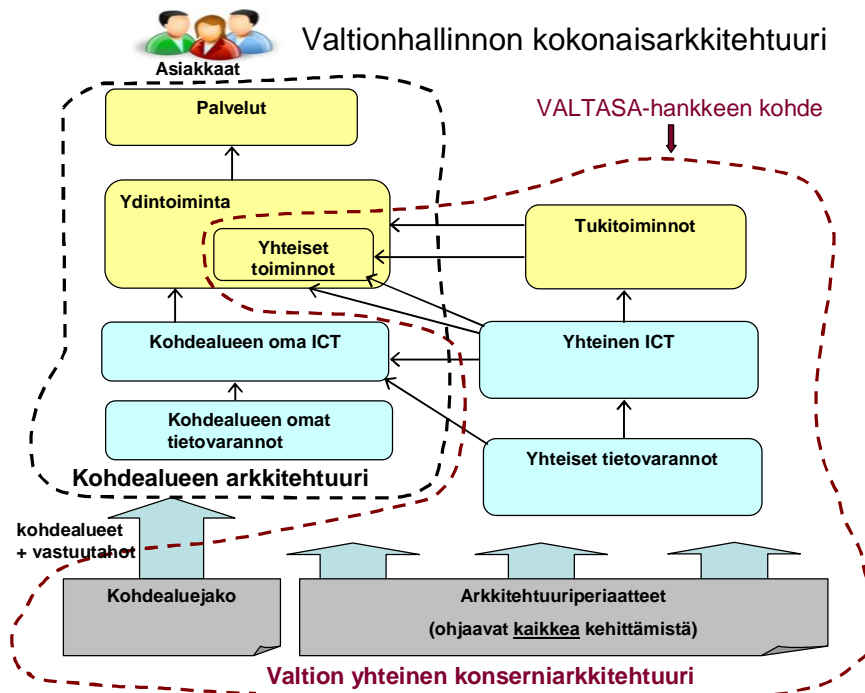 Valtionhallinnon kokonaisarkkitehtuuri
Asiakkaat
Palvelut
VALTASA-hankkeen kohde
Ydintoiminta
Tukitoiminnot
Yhteiset
toiminnot
Kohdealueen oma ICT
Yhteinen ICT
Kohdealueen omat
tietovarannot
Yhteiset tietovarannot
Kohdealueen arkkitehtuuri
kohdealueet
+ vastuutahot
Kohdealuejako
Arkkitehtuuriperiaatteet
(ohjaavat kaikkea kehittämistä)
Valtion yhteinen konserniarkkitehtuuri